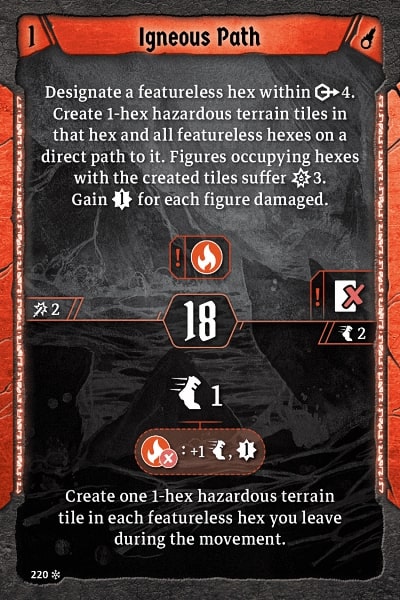 1 Igneous Path
Designate a featureless hex within 4.
Create 1-hex hazardous terrain tiles in
that hex and all featureless hexes on a
direct path to it. Figures occupying hexes
with the created tiles suffer 3.
Gain 1 for each figure damaged.
!
!
2
18
2
1
: +1 , 1
Create one 1-hex hazardous terrain
tile in each featureless hex you leave
during the movement.
220